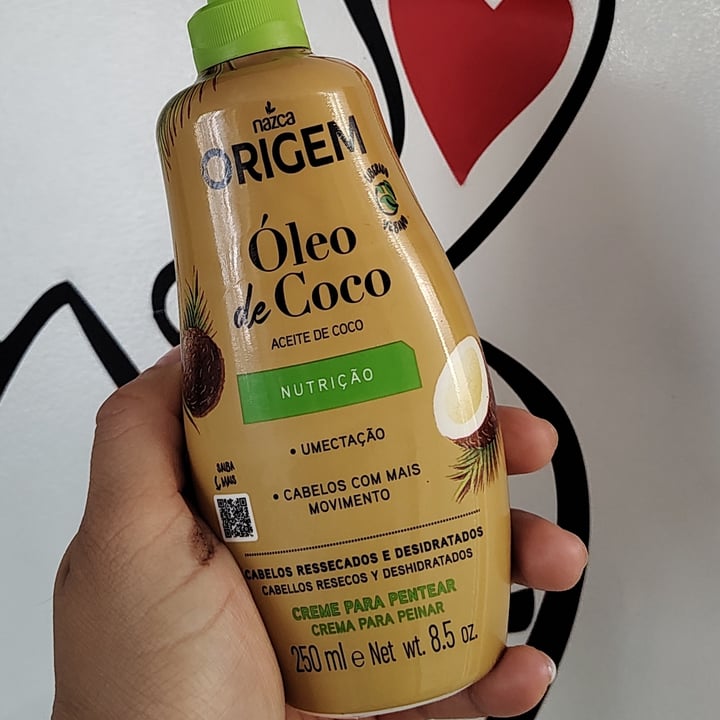 nazca
ORIGEM
Óleo
de Coco
ACEITE DE COCO
NUTRIÇÃO
• UMECTAÇÃO
• CABELOS COM MAIS
MOVIMENTO
SAIBA
MAIS
CABELOS RESSECADOS E DESIDRATADOS
CABELLOS RESECOS Y DESHIDRATADOS
CREME PARA PENTEAR
CREMA PARA PEINAR
250 ml e Net wt. 8.5 oz.